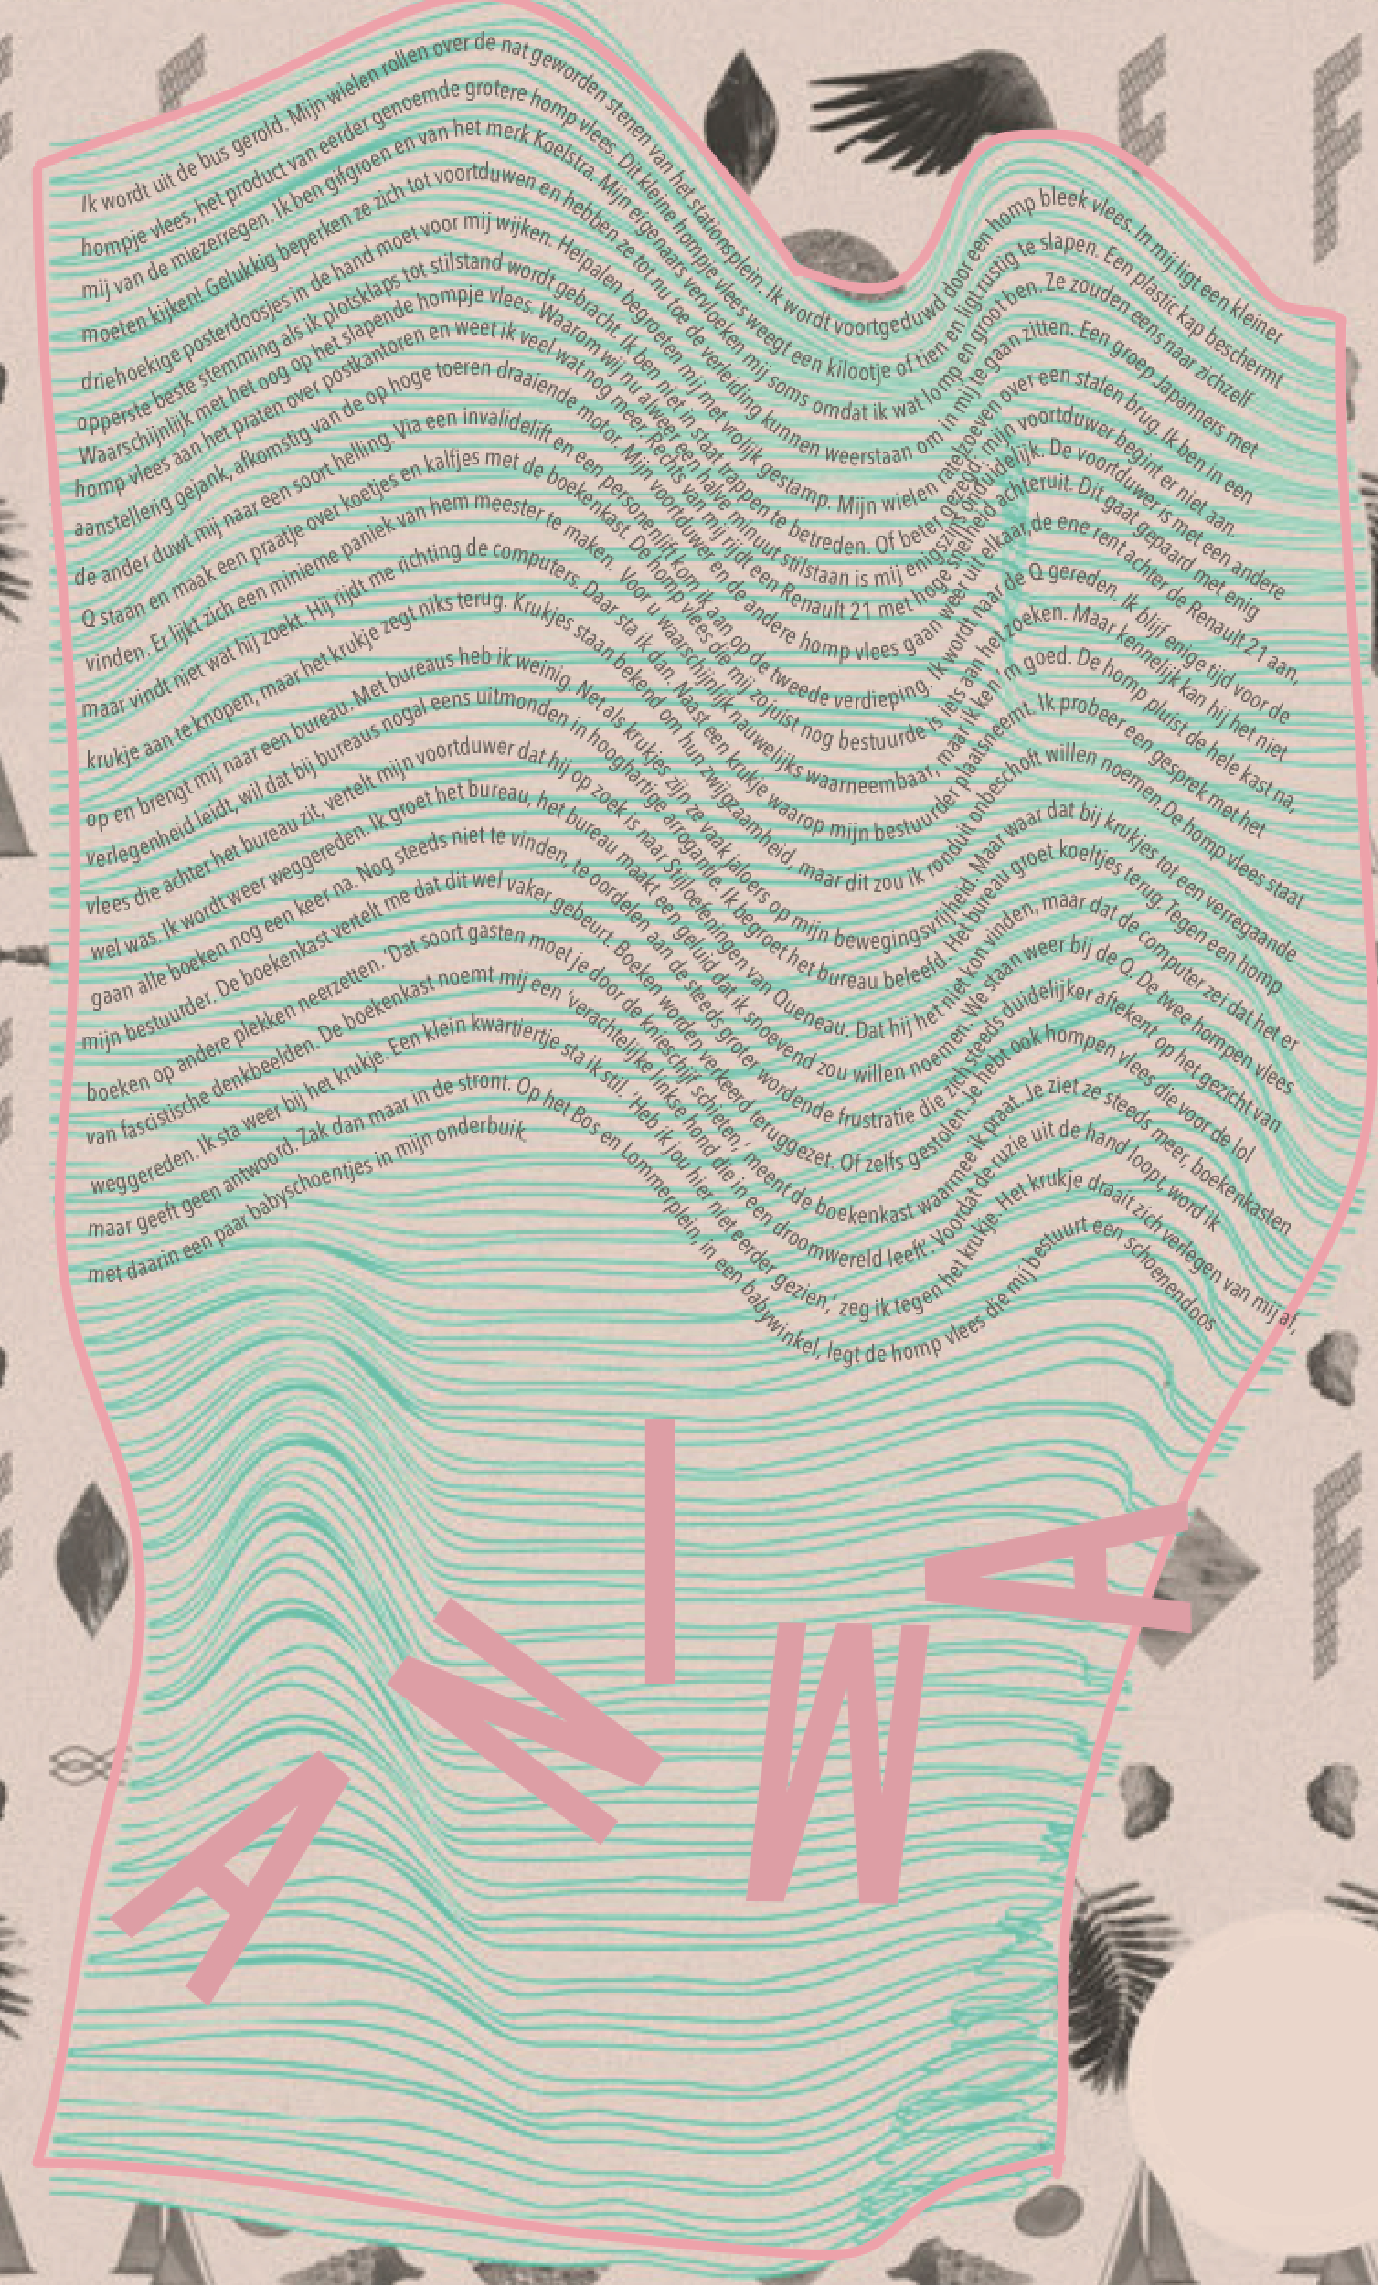 Ik wordt uit de bus gerold. Mijn wielen rollen over de nat geworden stenen van het stationsplein. Ik wordt voortgeduwd door een homp bleek vlees. In mij ligt een kleiner
hompje vlees, het product van eerder genoemde grotere homp vlees. Dit kleine hompje vlees weegt een kilootje of tien en ligt rustig te slapen. Een plastic kap beschermt
mij van de miezerregen. Ik ben gifgroen en van het merk Koelstra. Mijn eigenaars vervloeken mij soms omdat ik wat lomp en groot ben. Ze zouden eens naar zichzelf
moeten kijken! Gelukkig beperken ze zich tot voortduwen en hebben ze tot nu toe de verleiding kunnen weerstaan om in mij te gaan zitten. Een groep Japanners met
driehoekige posterdoosjes in de hand moet voor mij wijken. Heipalen begroeten mij met vrolijk gestamp. Mijn wielen ratelzoeven over een stalen brug. Ik ben in een
opperste beste stemming als ik plotsklaps tot stilstand wordt gebracht. Ik ben niet in staat trappen te betreden. Of beter gezegd, mijn voortduwer begint er niet aan.
Waarschijnlijk met het oog op het slapende hompje vlees. Waarom wij nu alweer een halve minuut stilstaan is mij enigszins onduidelijk. De voortduwer is met een andere
homp vlees aan het praten over postkantoren en weet ik veel wat nog meer. Rechts van mij rijdt een Renault 21 met hoge snelheid achteruit. Dit gaat gepaard met enig
aanstelleng gejank, afkomstig van de op hoge toeren draaiende motor. Mijn voortduwer en de andere homp vlees gaan weer uit elkaar, de ene rent achter de Renault 21 aan,
de ander duwt mij naar een soort helling. Via een invalidelift en een personenlift kom ik aan op de tweede verdieping. Ik wordt naar de Q gereden. Ik blijf enige tijd voor de
Q staan en maak een praatje over koetjes en kalfjes met de boekenkast. De homp vlees die mij zojuist nog bestuurde is iets aan het zoeken. Maar kennelijk kan hij het niet
vinden. Er lijkt zich een minieme paniek van hem meester te maken. Voor u waarschijnlijk nauwelijks waarneembaar, maar ik ken 'm goed. De homp pluist de hele kast na,
maar vindt niet wat hij zoekt. Hij rijdt me richting de computers. Daar sta ik dan. Naast een krukje waarop mijn bestuurder plaatsneemt. Ik probeer een gesprek met het
krukje aan te knopen, maar het krukje zegt niks terug. Krukjes staan bekend om hun zwijgzaamheid, maar dit zou ik ronduit onbeschoft willen noemen. De homp vlees staat
op en brengt mij naar een bureau. Met bureaus heb ik weinig. Net als krukjes zijn ze vaak jaloers op mijn bewegingsvrijheid. Maar waar dat bij krukjes tot een verregaande
verlegenheid leidt, wil dat bij bureaus nogal eens uitmonden in hooghartige arrogantie. Ik begroet het bureau beleefd. Het bureau groet koeltjes terug. Tegen een homp
vlees die achter het bureau zit, vertelt mijn voortduwer dat hij op zoek is naar Stijloefeningen van Queneau. Dat hij het niet kon vinden, maar dat de computer zei dat het er
wel was. Ik wordt weer weggereden. Ik groet het bureau, het bureau maakt een geluid dat ik snoevend zou willen noemen. We staan weer bij de Q. De twee hompen vlees
gaan alle boeken nog een keer na. Nog steeds niet te vinden, te oordelen aan de steeds groter wordende frustratie die zich steeds duidelijker aftekent op het gezicht van
mijn bestuurder. De boekenkast vertelt me dat dit wel vaker gebeurt. Boeken worden verkeerd teruggezet. Of zelfs gestolen. Je hebt ook hompen vlees die voor de lol
boeken op andere plekken neerzetten. 'Dat soort gasten moet je door de knieschijf schieten,' meent de boekenkast waarmee ik praat. Je ziet ze steeds meer, boekenkasten
van fascistische denkbeelden. De boekenkast noemt mij een 'verachtelijke linkse hond die in een droomwereld leeft'. Voordat de ruzie uit de hand loopt, word ik
weggereden. Ik sta weer bij het krukje. Een klein kwartiertje sta ik stil. 'Heb ik jou hier niet eerder gezien,' zeg ik tegen het krukje. Het krukje draait zich verlegen van mij af,
maar geeft geen antwoord. Zak dan maar in de stront. Op het Bos en Lommerplein, in een babywinkel, legt de homp vlees die mij bestuurt een schoenendoos
met daarin een paar babyschoentjes in mijn onderbuik.
ANIMA